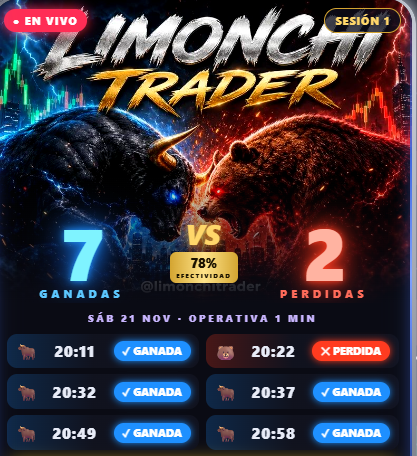 • EN VIVO
SESIÓN 1
LIMONCHI
TRADER
7
VS
2
78%
EFECTIVIDAD
GANADAS
@limonchitrader
PERDIDAS
SÁB 21 NOV - OPERATIVA 1 MIN
20:11 ✓ GANADA
20:22 ✕ PERDIDA
20:32 ✓ GANADA
20:37 ✓ GANADA
20:49 ✓ GANADA
20:58 ✓ GANADA